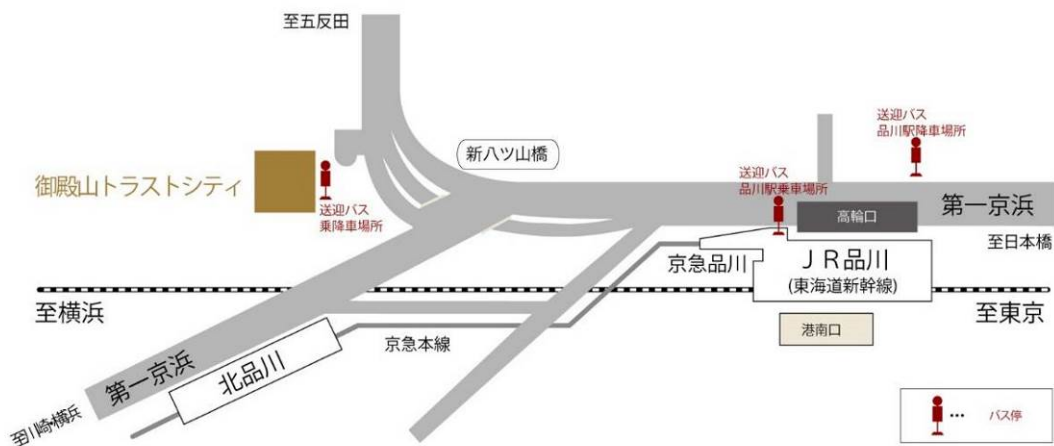 至五反田
新八ツ山橋
送迎バス
品川駅降車場所
送迎バス
品川駅乗車場所
御殿山トラストシティ
送迎バス
乗降車場所
高輪口
第一京浜
至日本橋
京急品川
ＪＲ品川
(東海道新幹線)
至横浜
至東京
港南口
京急本線
北品川
第一京浜
至川崎・横浜
••• バス停